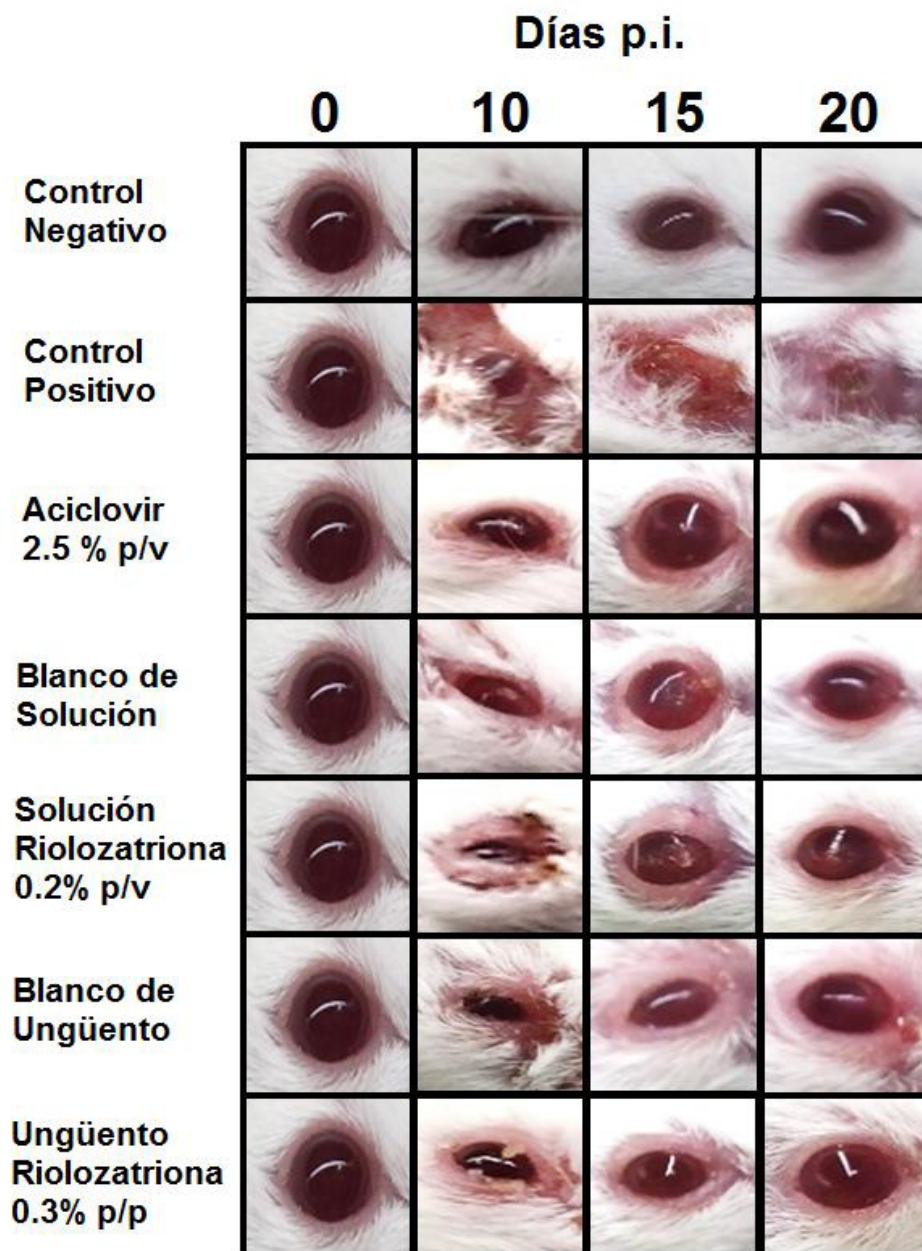 Días p.i.
0 10 15 20
Control
Negativo
Control
Positivo
Aciclovir
2.5 % p/v
Blanco de
Solución
Solución
Riolozatriona
0.2% p/v
Blanco de
Ungüento
Ungüento
Riolozatriona
0.3% p/p